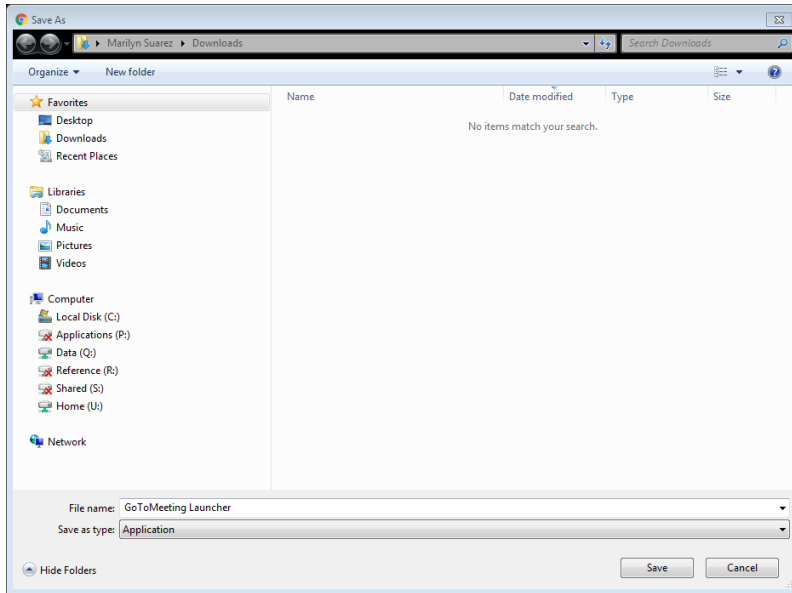 Save As
Marilyn Suarez Downloads Search Downloads
Organize New folder
Name Date modified Type Size
No items match your search.
Favorites
Desktop
Downloads
Recent Places
Libraries
Documents
Music
Pictures
Videos
Computer
Local Disk (C:)
Applications (P:)
Data (Q:)
Reference (R:)
Shared (S:)
Home (U:)
Network
File name: GoToMeeting Launcher
Save as type: Application
Hide Folders Save Cancel